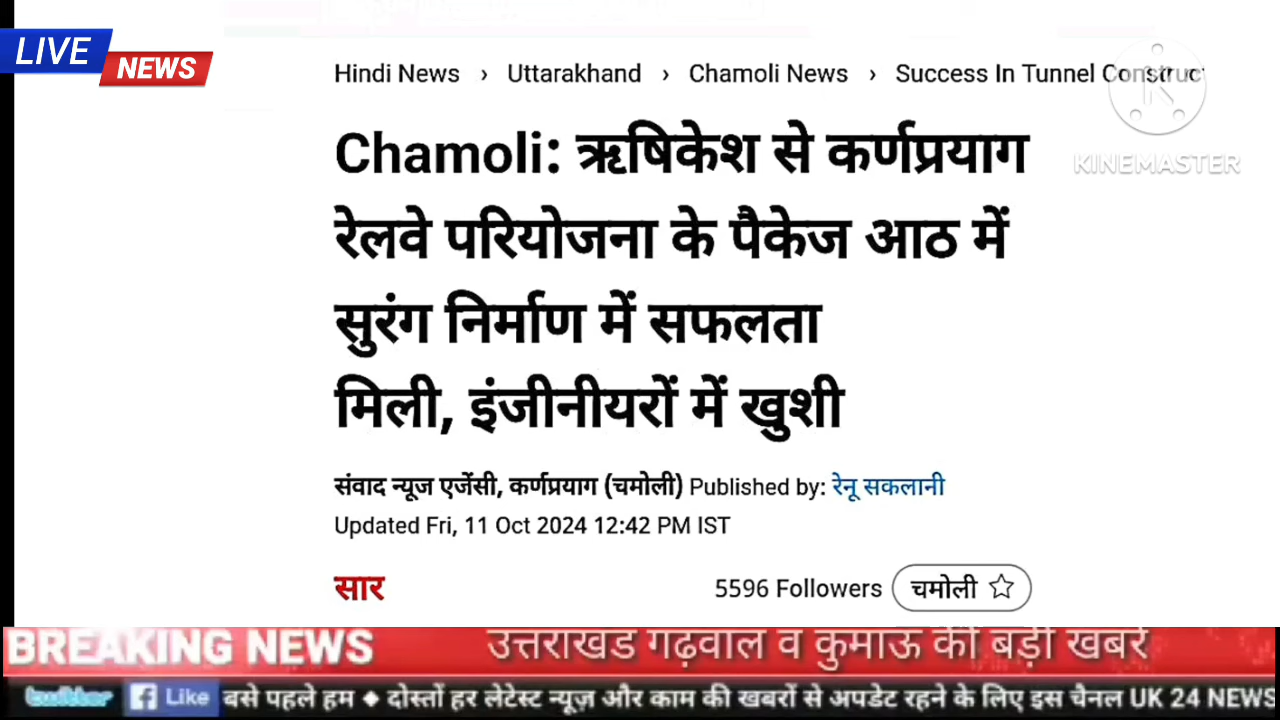 LIVE
NEWS
Hindi News › Uttarakhand › Chamoli News › Success In Tunnel Construc
KINEMASTER
Chamoli: ऋषिकेश से कर्णप्रयाग
रेलवे परियोजना के पैकेज आठ में
सुरंग निर्माण में सफलता
मिली, इंजीनीयरों में खुशी
संवाद न्यूज एजेंसी, कर्णप्रयाग (चमोली) Published by: रेनू सकलानी
Updated Fri, 11 Oct 2024 12:42 PM IST
सार
5596 Followers चमोली
BREAKING NEWS उत्तराखंड गढ़वाल व कुमाऊं की बड़ी खबरें
twitter Like बसे पहले हम ◆ दोस्तों हर लेटेस्ट न्यूज़ और काम की खबरों से अपडेट रहने के लिए इस चैनल UK 24 NEWS